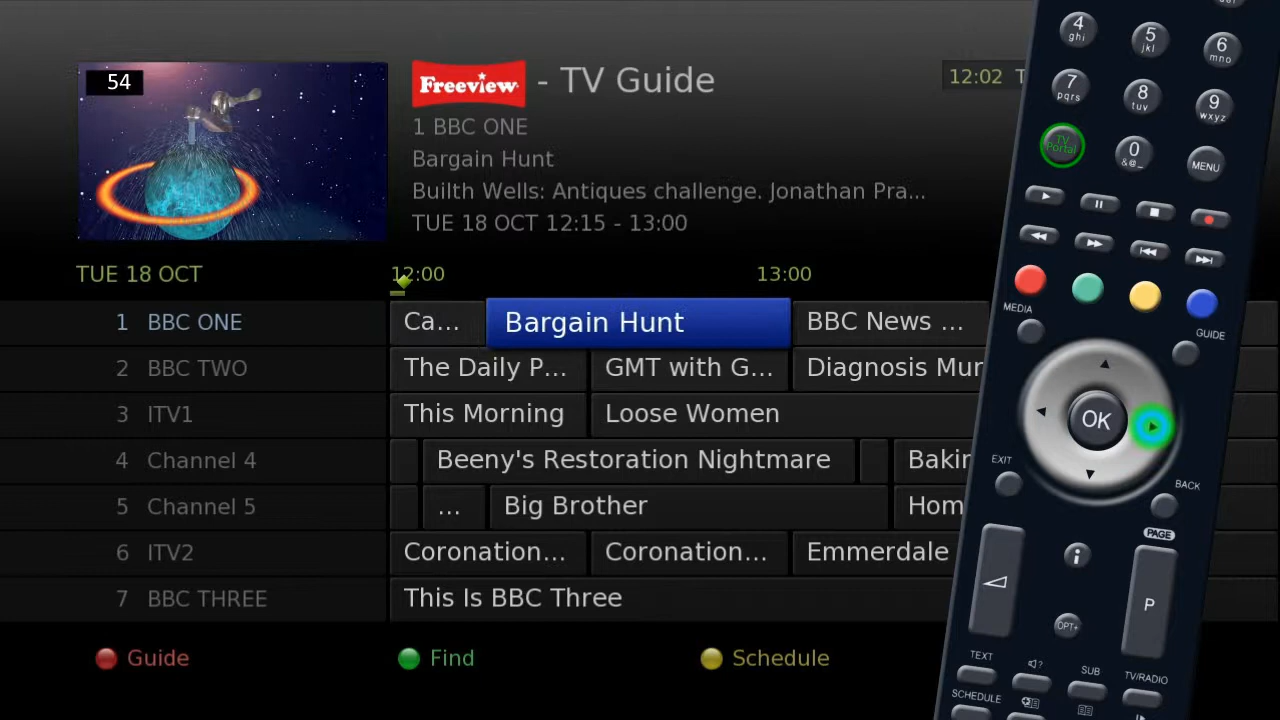 54
Freeview - TV Guide
12:02 T
1 BBC ONE
Bargain Hunt
Builth Wells: Antiques challenge. Jonathan Pra...
TUE 18 OCT 12:15 - 13:00
TUE 18 OCT 12:00 13:00
1 BBC ONE Ca... Bargain Hunt BBC News ...
2 BBC TWO The Daily P... GMT with G... Diagnosis Mur
3 ITV1 This Morning Loose Women
4 Channel 4 Beeny's Restoration Nightmare Bakin
5 Channel 5 ... Big Brother Hom
6 ITV2 Coronation... Coronation... Emmerdale
7 BBC THREE This Is BBC Three
Guide Find Schedule
4 ghi 5 jkl 6 mno
7 pqrs 8 tuv 9 wxyz
TV Portal 0 &@_ MENU
MEDIA GUIDE
OK
EXIT BACK
PAGE
i
P
OPT+
TEXT ? SUB TV/RADIO
SCHEDULE